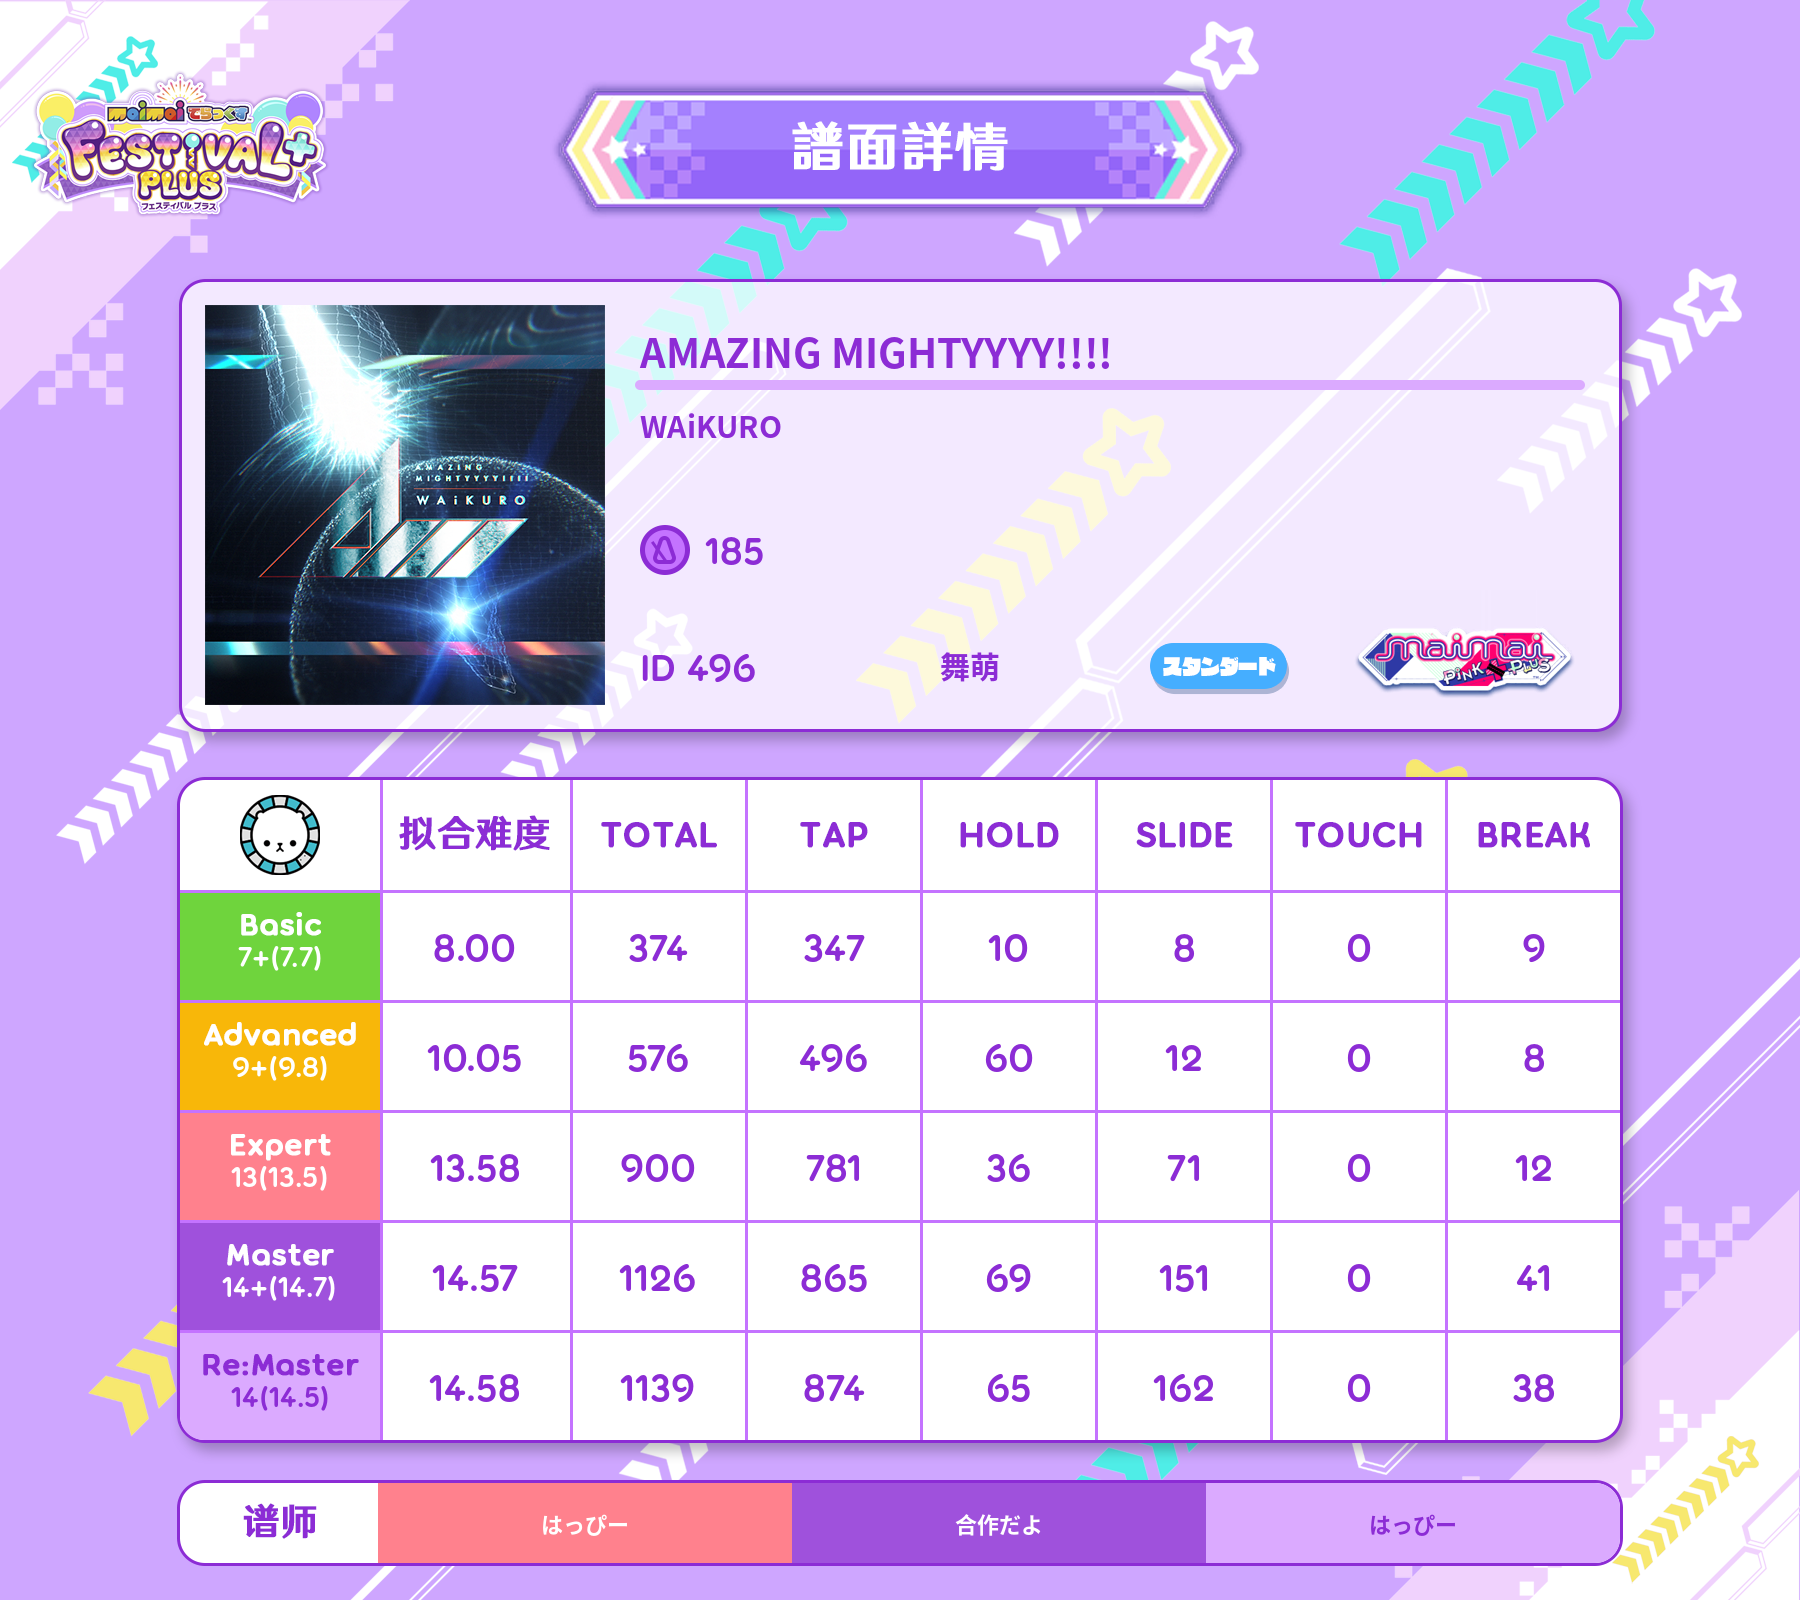 maimai でらっくす
FESTIVAL+
PLUS
フェスティバル プラス
譜面詳情
AMAZING MIGHTYYYY!!!!
WAiKURO
AMAZING
MIGHTYYYY!!!!
WAiKURO
185
ID 496
舞萌
スタンダード
maimai
PiNK PLUS
拟合难度 TOTAL TAP HOLD SLIDE TOUCH BREAK
Basic
7+(7.7)
8.00 374 347 10 8 0 9
Advanced
9+(9.8)
10.05 576 496 60 12 0 8
Expert
13(13.5)
13.58 900 781 36 71 0 12
Master
14+(14.7)
14.57 1126 865 69 151 0 41
Re:Master
14(14.5)
14.58 1139 874 65 162 0 38
谱师 はっぴー 合作だよ はっぴー